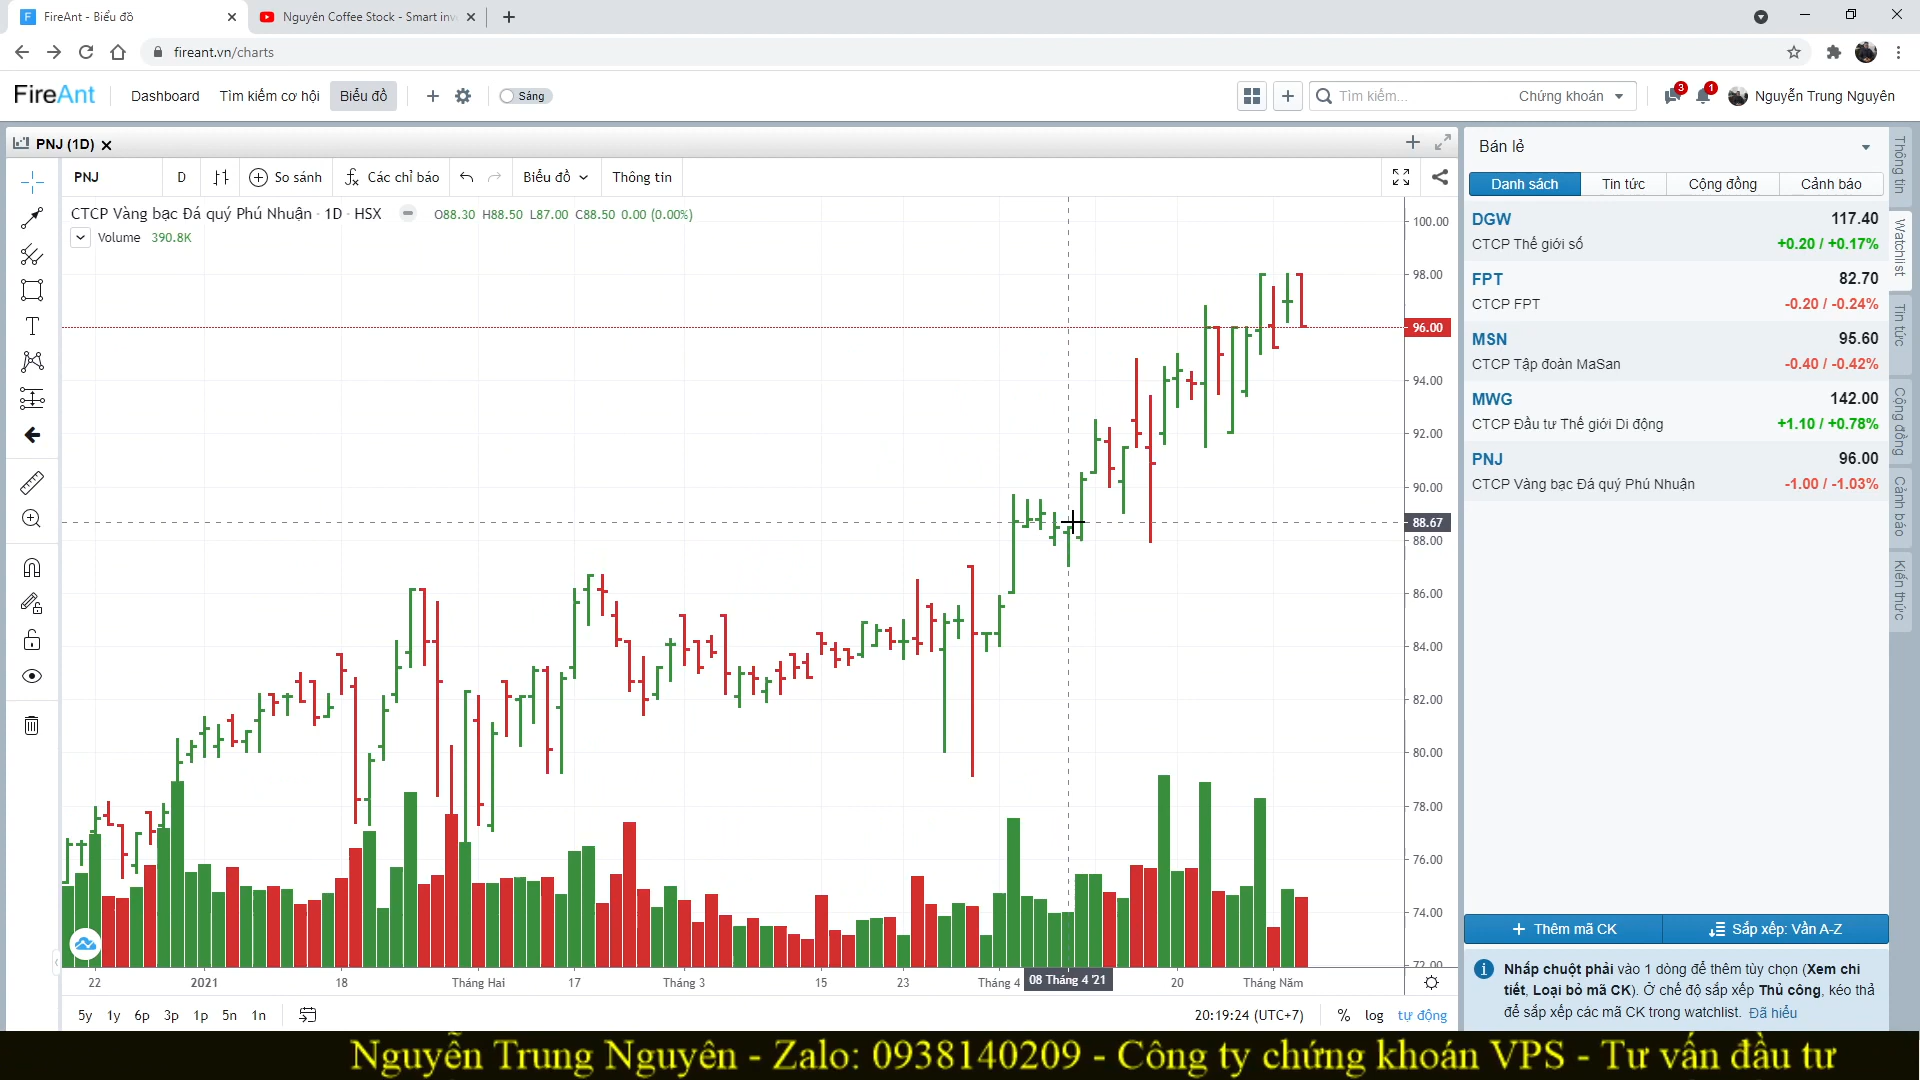 FireAnt - Biểu đồ
Nguyên Coffee Stock - Smart inv
fireant.vn/charts
FireAnt
Dashboard
Tìm kiếm cơ hội
Biểu đồ
Sáng
Tìm kiếm...
Chứng khoán
3
1
Nguyễn Trung Nguyên
PNJ (1D)
PNJ
D
So sánh
Các chỉ báo
Biểu đồ
Thông tin
CTCP Vàng bạc Đá quý Phú Nhuận · 1D · HSX
O88.30 H88.50 L87.00 C88.50 0.00 (0.00%)
Volume 390.8K
100.00
98.00
96.00
94.00
92.00
90.00
88.67
88.00
86.00
84.00
82.00
80.00
78.00
76.00
74.00
72.00
22
2021
18
Tháng Hai
17
Tháng 3
15
23
Tháng 4
08 Tháng 4 '21
20
Tháng Năm
5y 1y 6p 3p 1p 5n 1n
20:19:24 (UTC+7)
% log tự động
Bán lẻ
Danh sách
Tin tức
Cộng đồng
Cảnh báo
DGW 117.40
CTCP Thế giới số +0.20 / +0.17%
FPT 82.70
CTCP FPT -0.20 / -0.24%
MSN 95.60
CTCP Tập đoàn MaSan -0.40 / -0.42%
MWG 142.00
CTCP Đầu tư Thế giới Di động +1.10 / +0.78%
PNJ 96.00
CTCP Vàng bạc Đá quý Phú Nhuận -1.00 / -1.03%
Thêm mã CK
Sắp xếp: Vần A-Z
Nhấp chuột phải vào 1 dòng để thêm tùy chọn (Xem chi
tiết, Loại bỏ mã CK). Ở chế độ sắp xếp Thủ công, kéo thả
để sắp xếp các mã CK trong watchlist. Đã hiểu
Thông tin
Watchlist
Tin tức
Cộng đồng
Cảnh báo
Kiến thức
Nguyễn Trung Nguyên - Zalo: 0938140209 - Công ty chứng khoán VPS - Tư vấn đầu tư